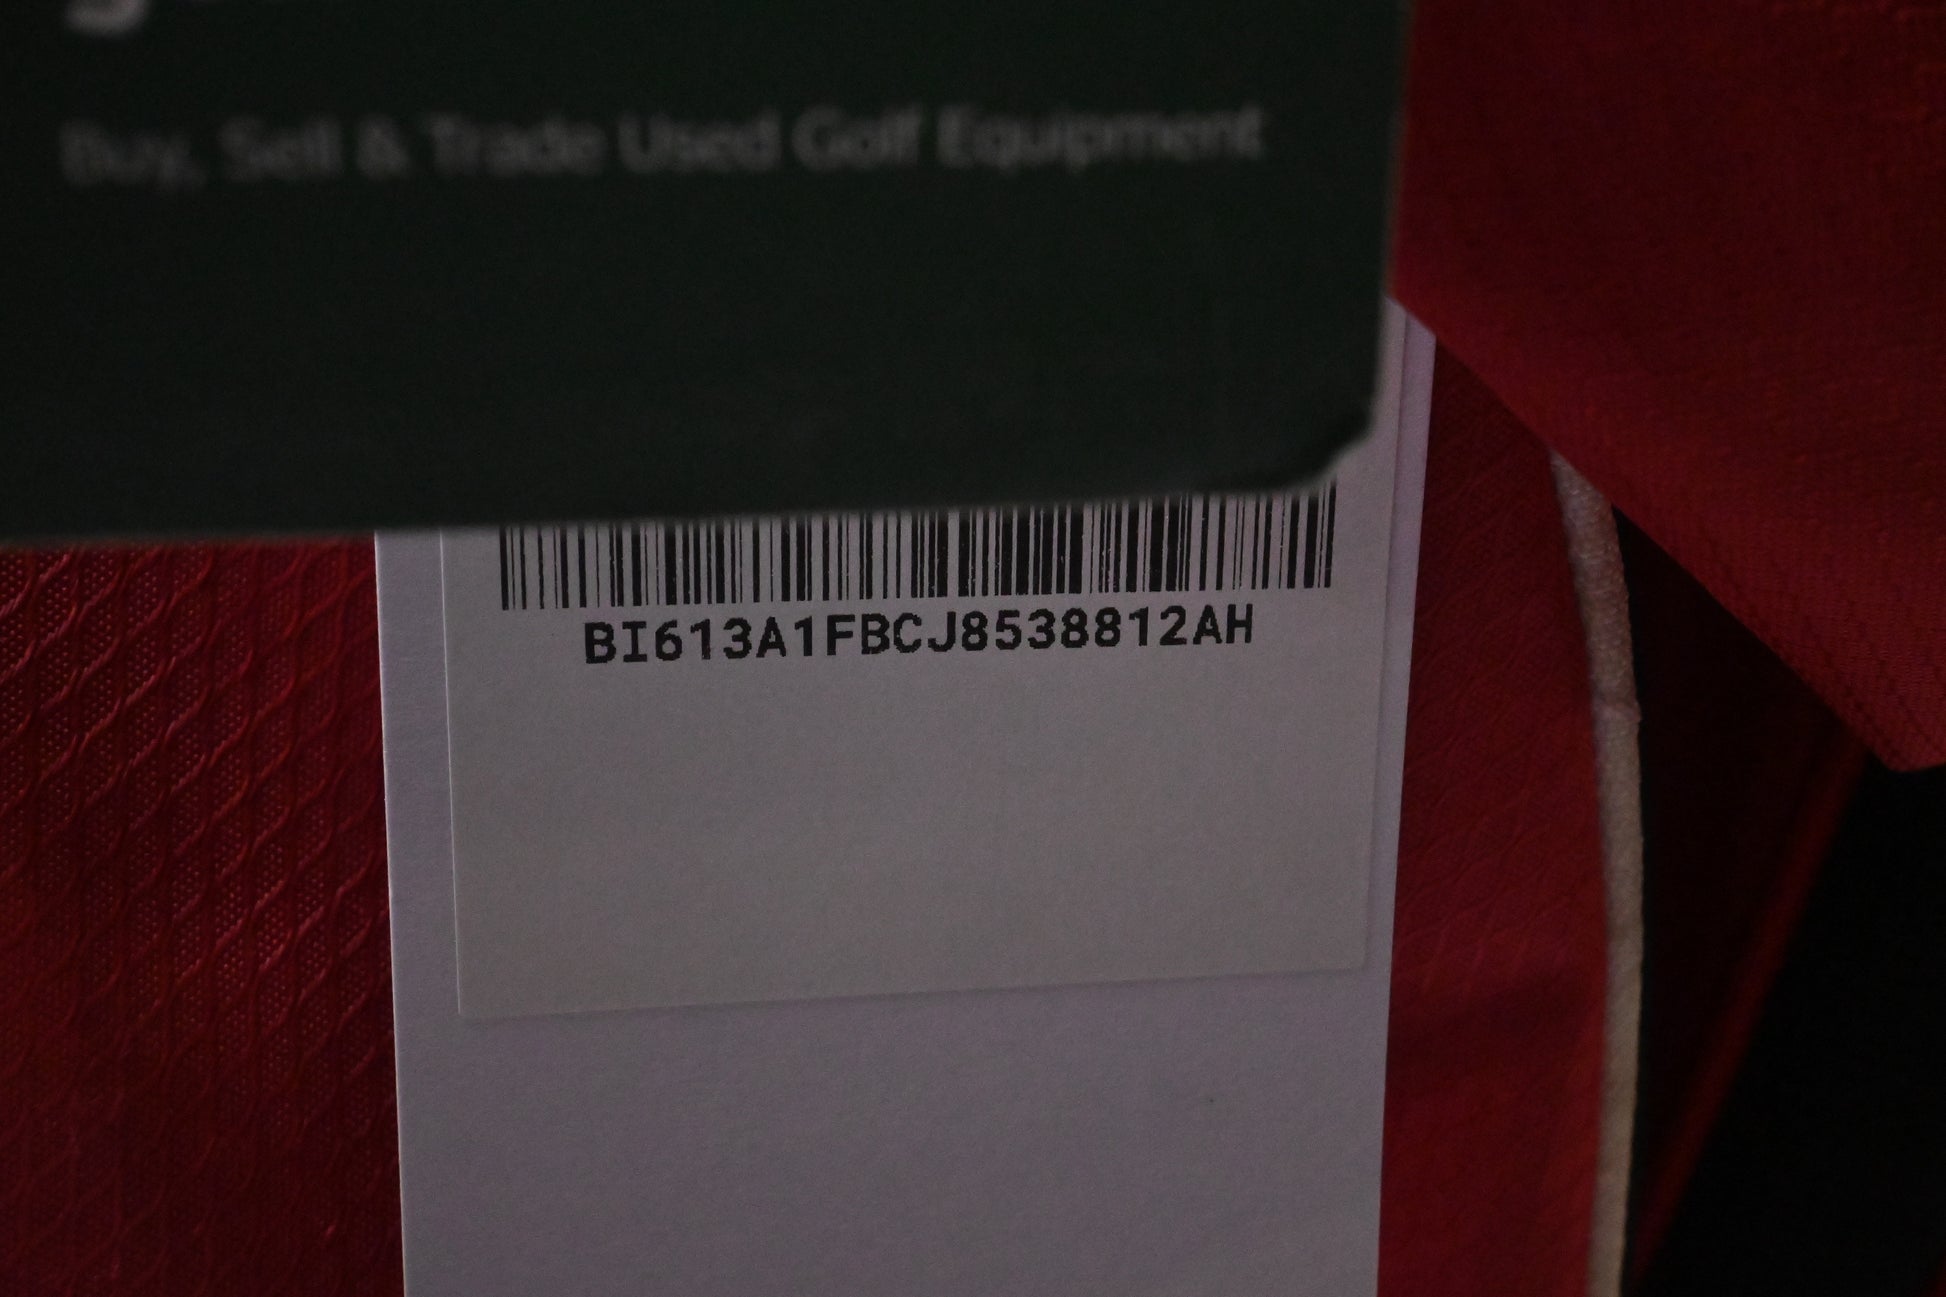 Buy, Sell & Trade Used Golf Equipment
BI613A1FBCJ8538812AH